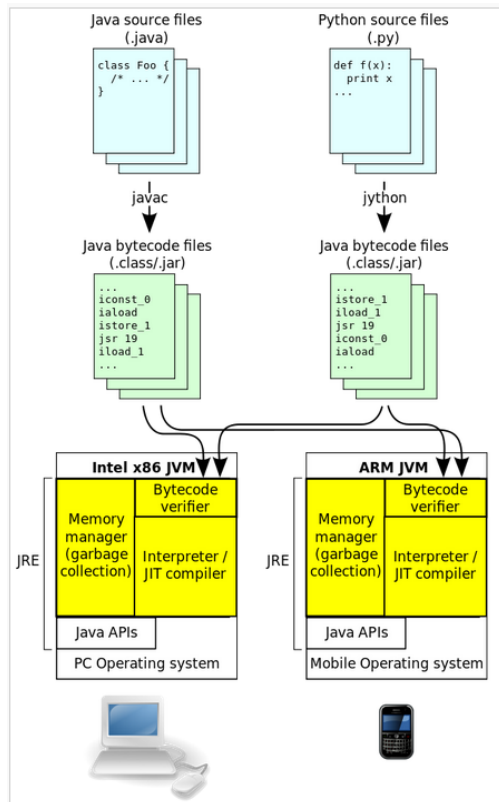 Java source files
(.java)
class Foo {
/* ... */
}
javac
Java bytecode files
(.class/.jar)
...
iconst_0
iaload
istore_1
jsr 19
iload_1
...
Python source files
(.py)
def f(x):
print x
...
jython
Java bytecode files
(.class/.jar)
...
istore_1
iload_1
jsr 19
iconst_0
iaload
...
Intel x86 JVM
JRE
Memory
manager
(garbage
collection)
Bytecode
verifier
Interpreter /
JIT compiler
Java APIs
PC Operating system
ARM JVM
JRE
Memory
manager
(garbage
collection)
Bytecode
verifier
Interpreter /
JIT compiler
Java APIs
Mobile Operating system